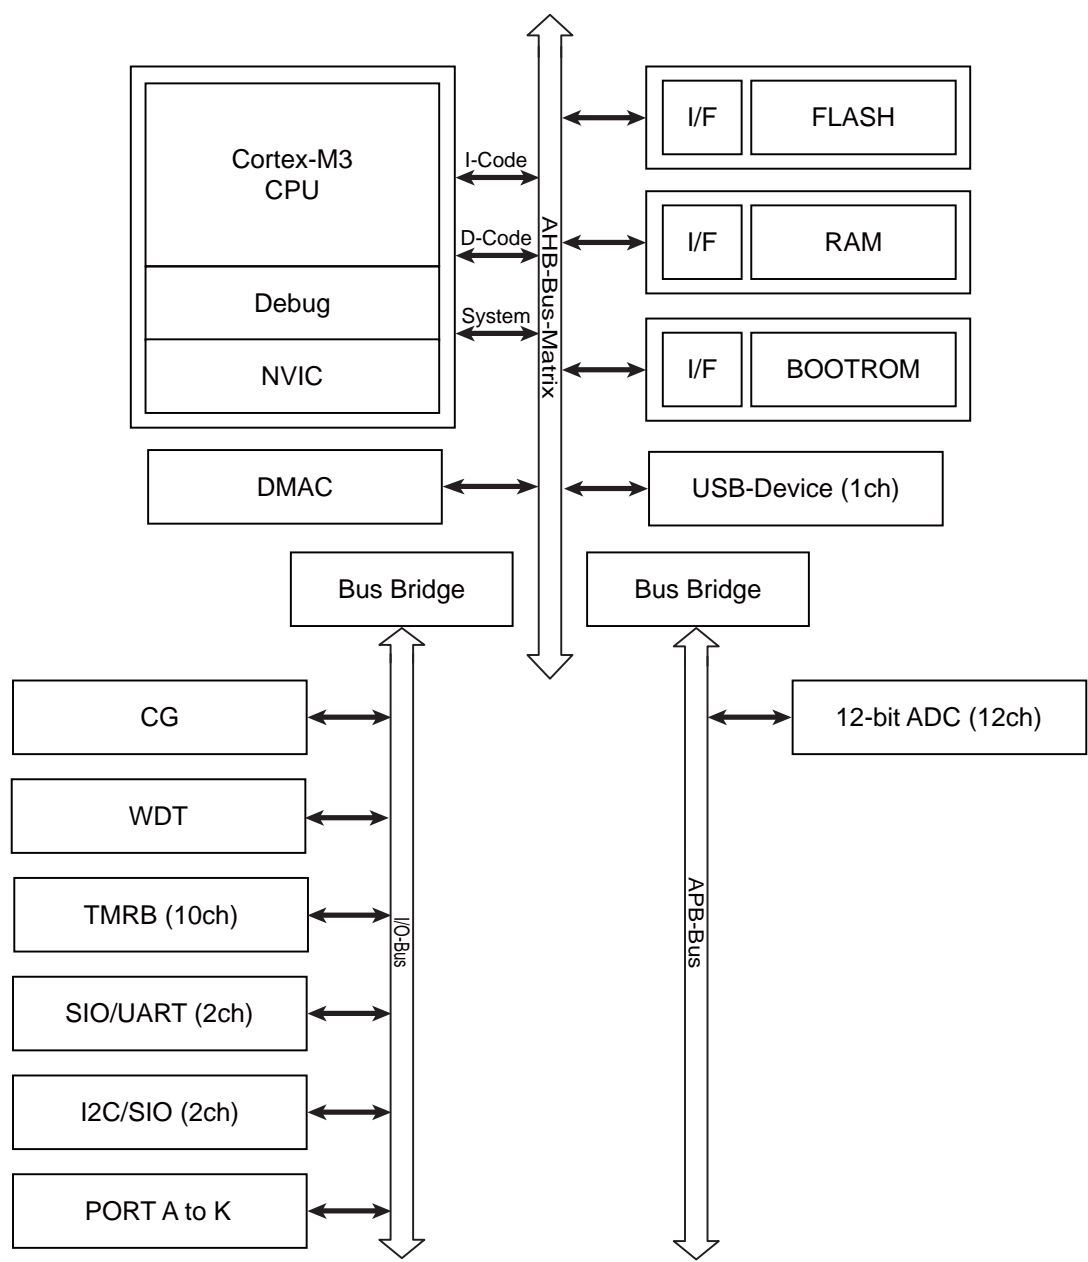 Cortex-M3
CPU
Debug
NVIC
I-Code
D-Code
System
AHB-Bus-Matrix
I/F
FLASH
I/F
RAM
I/F
BOOTROM
DMAC
USB-Device (1ch)
Bus Bridge
Bus Bridge
CG
WDT
TMRB (10ch)
SIO/UART (2ch)
I2C/SIO (2ch)
PORT A to K
I/O-Bus
APB-Bus
12-bit ADC (12ch)